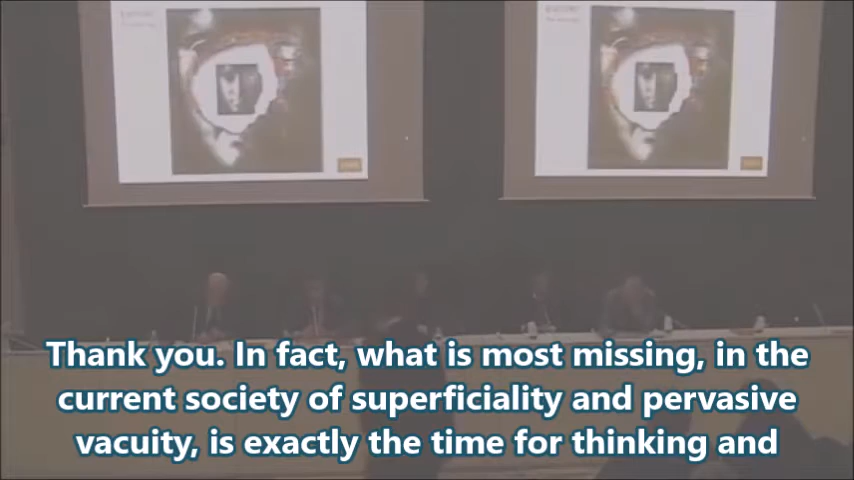 Thank you. In fact, what is most missing, in the
current society of superficiality and pervasive
vacuity, is exactly the time for thinking and